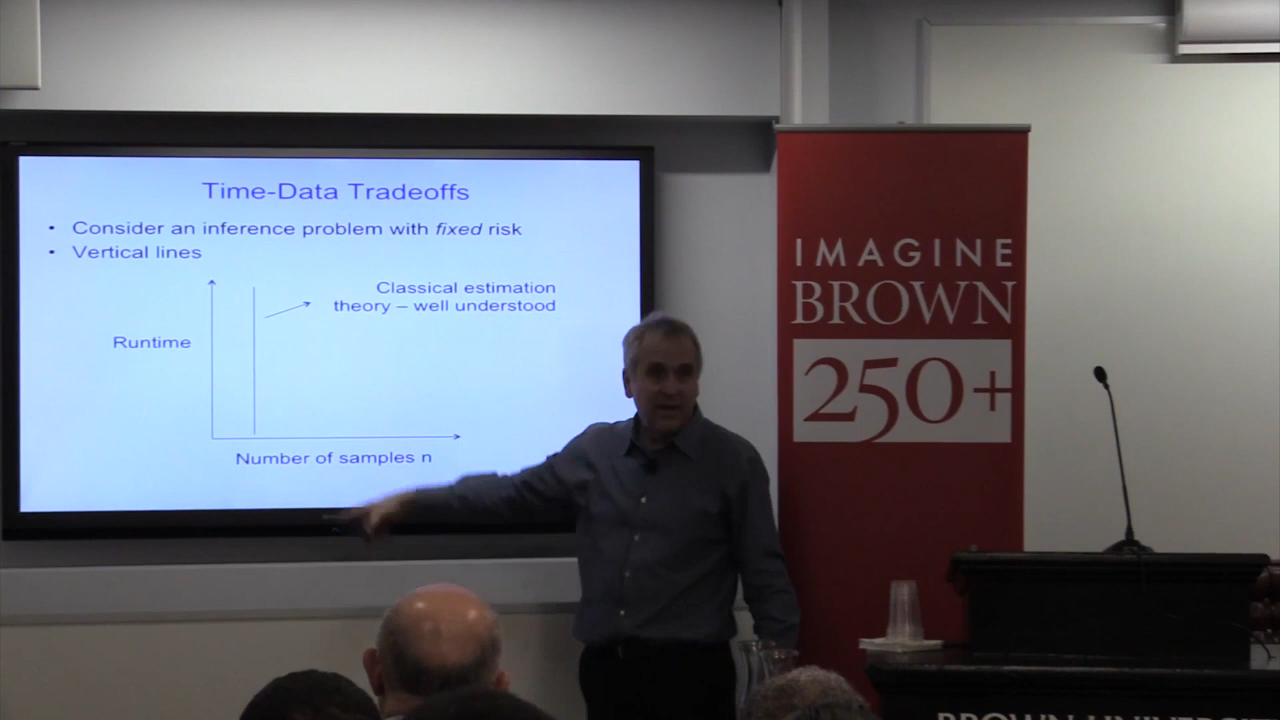 Time-Data Tradeoffs
• Consider an inference problem with fixed risk
• Vertical lines
Classical estimation
theory – well understood
Runtime
Number of samples n
IMAGINE
BROWN
250+